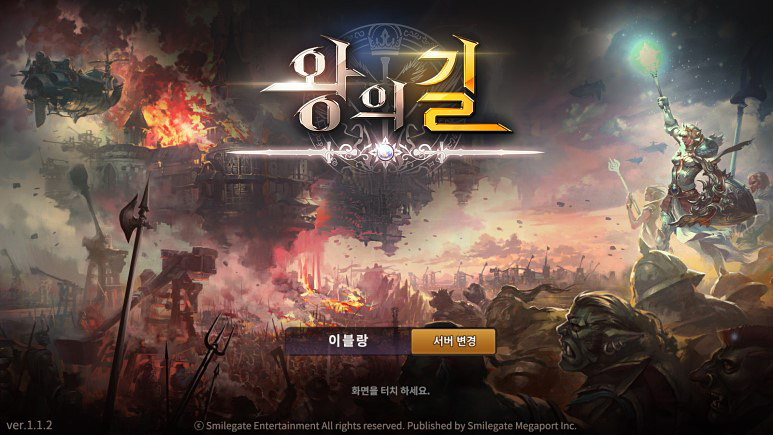 왕의길
이블랑
서버 변경
화면을 터치 하세요.
ver.1.1.2
ⓒ Smilegate Entertainment All rights reserved. Published by Smilegate Megaport Inc.